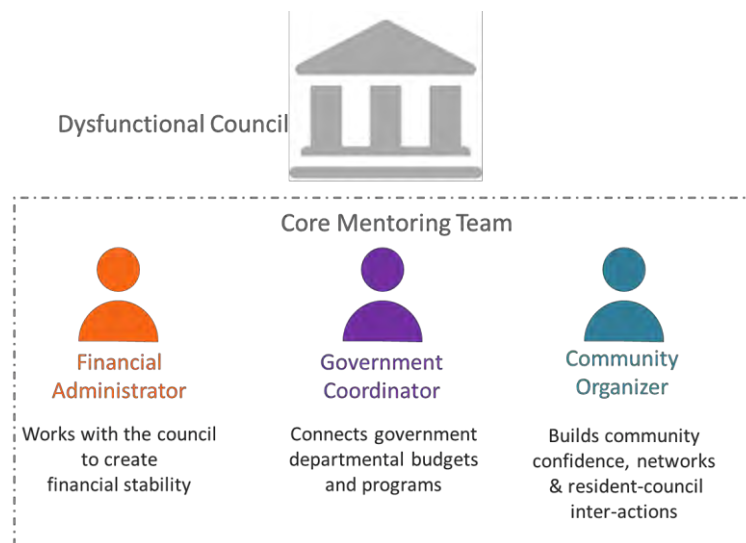 Dysfunctional Council
Core Mentoring Team
Financial
Administrator
Works with the council
to create
financial stability
Government
Coordinator
Connects government
departmental budgets
and programs
Community
Organizer
Builds community
confidence, networks
& resident-council
inter-actions